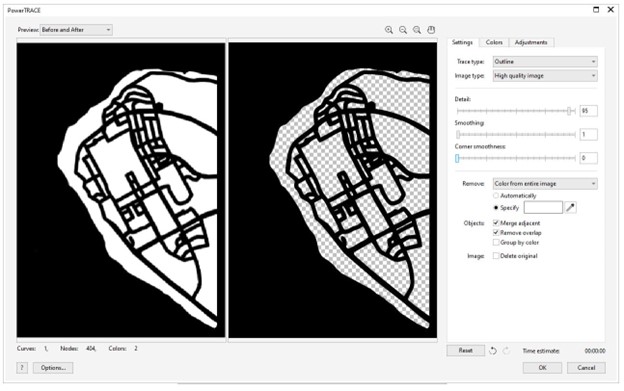 PowerTRACE
Preview: Before and After
Settings Colors Adjustments
Trace type: Outline
Image type: High quality image
Detail:
95
Smoothing:
1
Corner smoothness:
0
Remove: Color from entire image
Automatically
Specify
Objects: Merge adjacent
Remove overlap
Group by color
Image: Delete original
Curves: 1, Nodes: 404, Colors: 2
Reset Time estimate: 00:00:00
? Options... OK Cancel